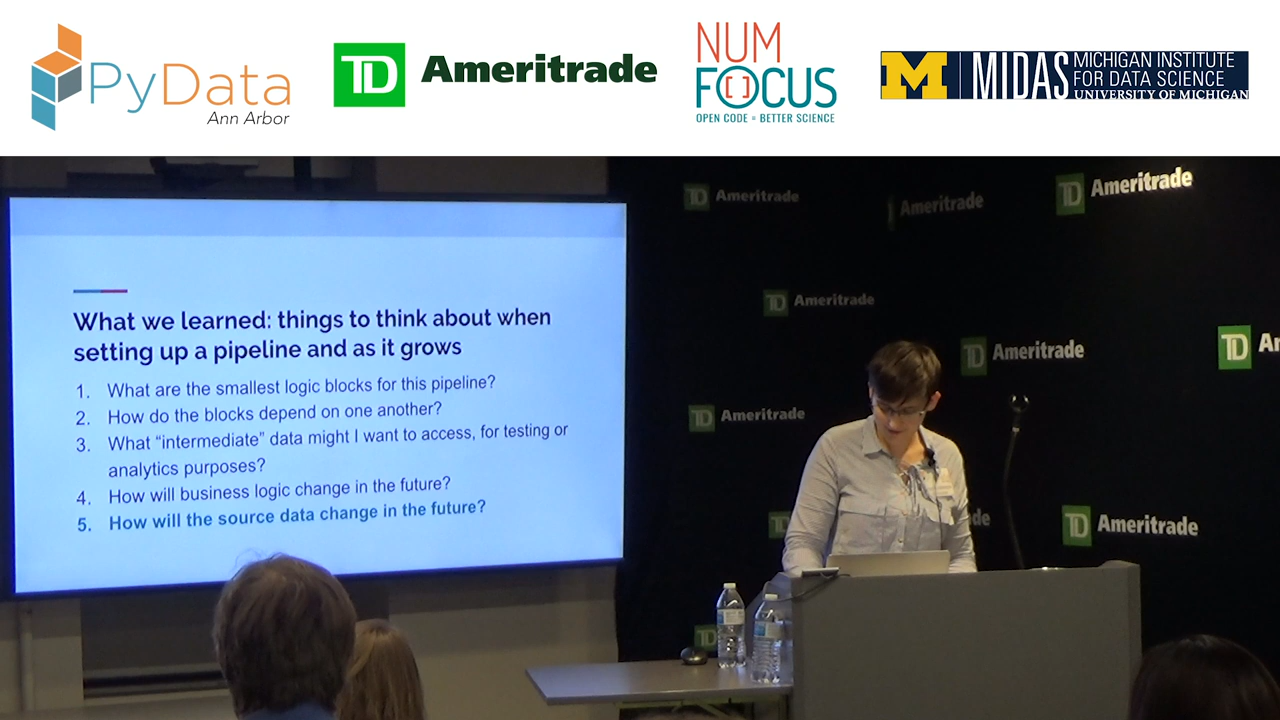 PyData
Ann Arbor
TD Ameritrade
NUM
FOCUS
OPEN CODE = BETTER SCIENCE
M MIDAS MICHIGAN INSTITUTE
FOR DATA SCIENCE
UNIVERSITY OF MICHIGAN
What we learned: things to think about when
setting up a pipeline and as it grows
1. What are the smallest logic blocks for this pipeline?
2. How do the blocks depend on one another?
3. What “intermediate” data might I want to access, for testing or
analytics purposes?
4. How will business logic change in the future?
5. How will the source data change in the future?
TD Ameritrade
Ameritrade
TD Ameritrade
TD Ameritrade
TD Ameritrade
TD Am
TD Ameritrade
TD de
TD Ameritrade